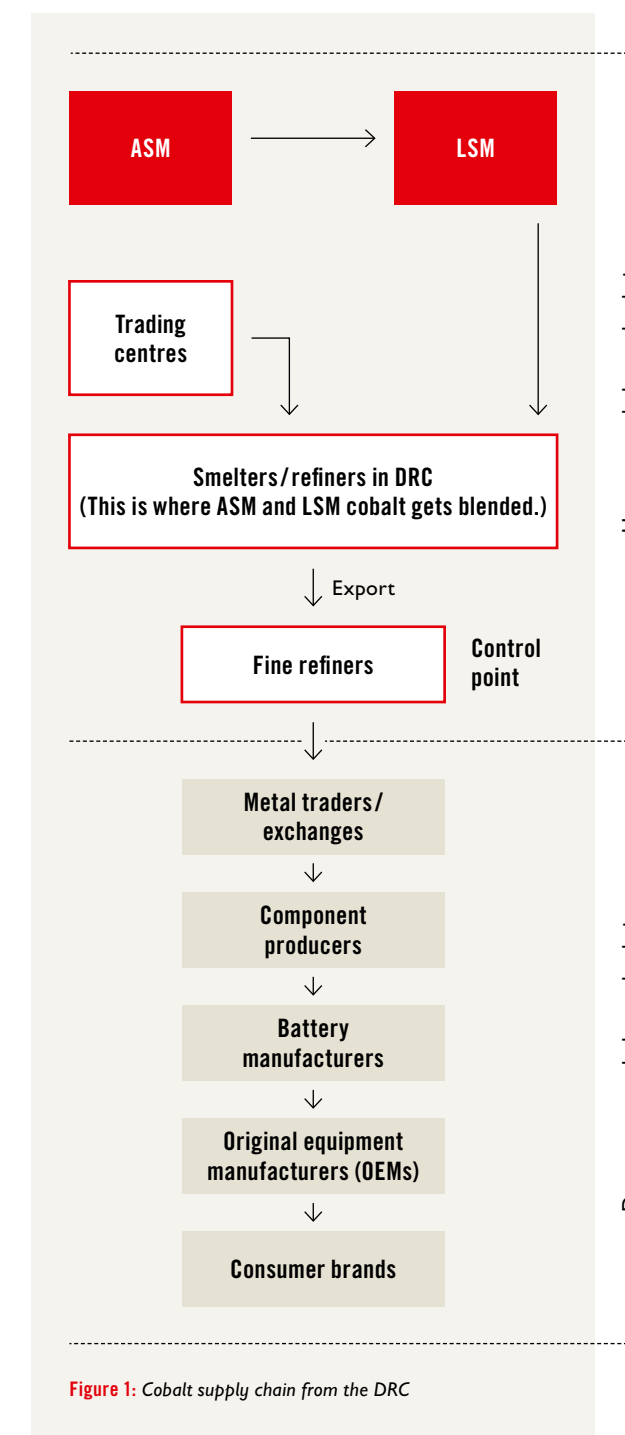 ASM
LSM
Trading
centres
Smelters/refiners in DRC
(This is where ASM and LSM cobalt gets blended.)
Export
Fine refiners
Control
point
Metal traders/
exchanges
Component
producers
Battery
manufacturers
Original equipment
manufacturers (OEMs)
Consumer brands
Figure 1: Cobalt supply chain from the DRC